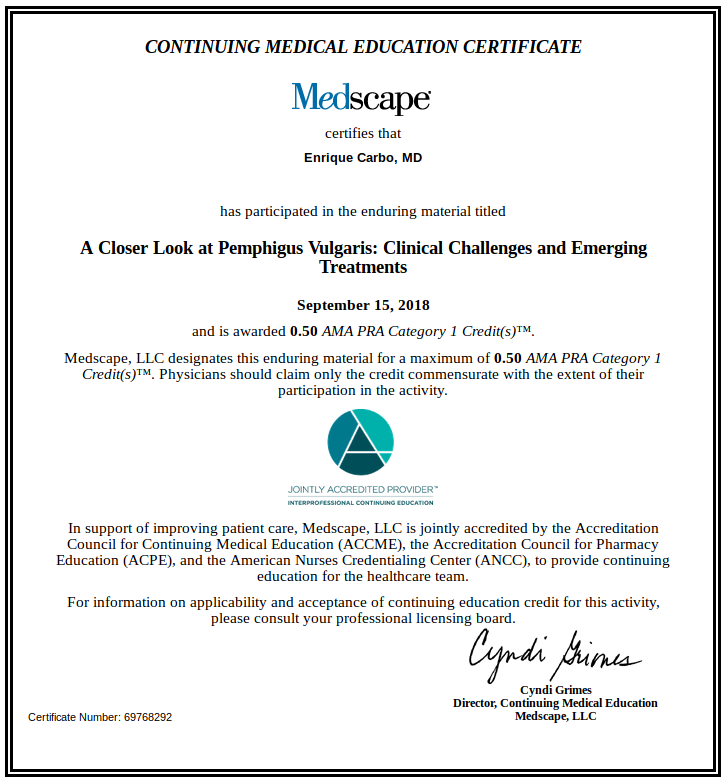 CONTINUING MEDICAL EDUCATION CERTIFICATE
Medscape
certifies that
Enrique Carbo, MD
has participated in the enduring material titled
A Closer Look at Pemphigus Vulgaris: Clinical Challenges and Emerging
Treatments
September 15, 2018
and is awarded 0.50 AMA PRA Category 1 Credit(s)™.
Medscape, LLC designates this enduring material for a maximum of 0.50 AMA PRA Category 1
Credit(s)™. Physicians should claim only the credit commensurate with the extent of their
participation in the activity.
JOINTLY ACCREDITED PROVIDER™
INTERPROFESSIONAL CONTINUING EDUCATION
In support of improving patient care, Medscape, LLC is jointly accredited by the Accreditation
Council for Continuing Medical Education (ACCME), the Accreditation Council for Pharmacy
Education (ACPE), and the American Nurses Credentialing Center (ANCC), to provide continuing
education for the healthcare team.
For information on applicability and acceptance of continuing education credit for this activity,
please consult your professional licensing board.
Cyndi Grimes
Cyndi Grimes
Director, Continuing Medical Education
Medscape, LLC
Certificate Number: 69768292